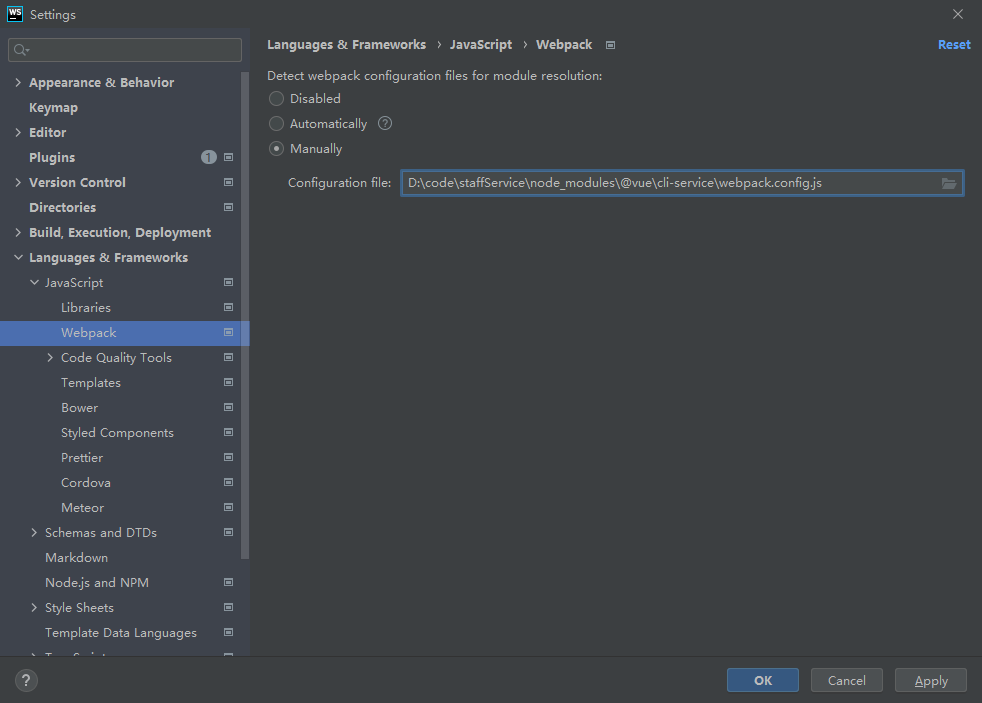 WS Settings
Languages & Frameworks › JavaScript › Webpack Reset
Detect webpack configuration files for module resolution:
Disabled
Automatically ?
Manually
Configuration file: D:\code\staffService\node_modules\@vue\cli-service\webpack.config.js
Appearance & Behavior
Keymap
Editor
Plugins 1
Version Control
Directories
Build, Execution, Deployment
Languages & Frameworks
JavaScript
Libraries
Webpack
Code Quality Tools
Templates
Bower
Styled Components
Prettier
Cordova
Meteor
Schemas and DTDs
Markdown
Node.js and NPM
Style Sheets
Template Data Languages
? OK Cancel Apply